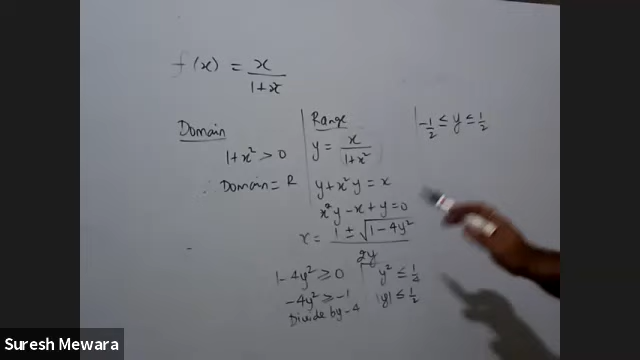 f(x) = x / 1+x²
Domain
1+x² > 0
∴ Domain = R
Range
y = x / 1+x²
y + x²y = x
x²y - x + y = 0
x = 1 ± √1-4y² / 2y
1-4y² ≥ 0
-4y² ≥ -1
Divide by -4
y² ≤ 1/4
|y| ≤ 1/2
-1/2 ≤ y ≤ 1/2
Suresh Mewara